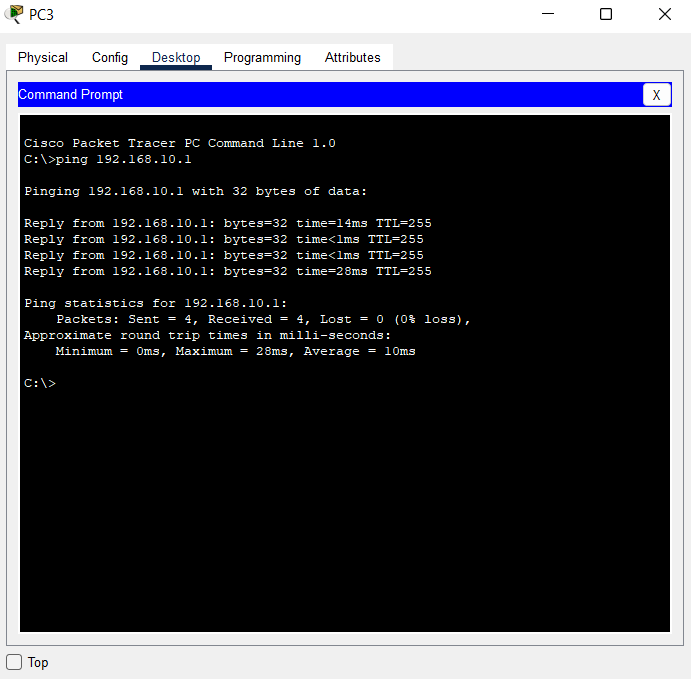 PC3
Physical Config Desktop Programming Attributes
Command Prompt X
Cisco Packet Tracer PC Command Line 1.0
C:\>ping 192.168.10.1
Pinging 192.168.10.1 with 32 bytes of data:
Reply from 192.168.10.1: bytes=32 time=14ms TTL=255
Reply from 192.168.10.1: bytes=32 time<1ms TTL=255
Reply from 192.168.10.1: bytes=32 time<1ms TTL=255
Reply from 192.168.10.1: bytes=32 time=28ms TTL=255
Ping statistics for 192.168.10.1:
    Packets: Sent = 4, Received = 4, Lost = 0 (0% loss),
Approximate round trip times in milli-seconds:
    Minimum = 0ms, Maximum = 28ms, Average = 10ms
C:\>
Top